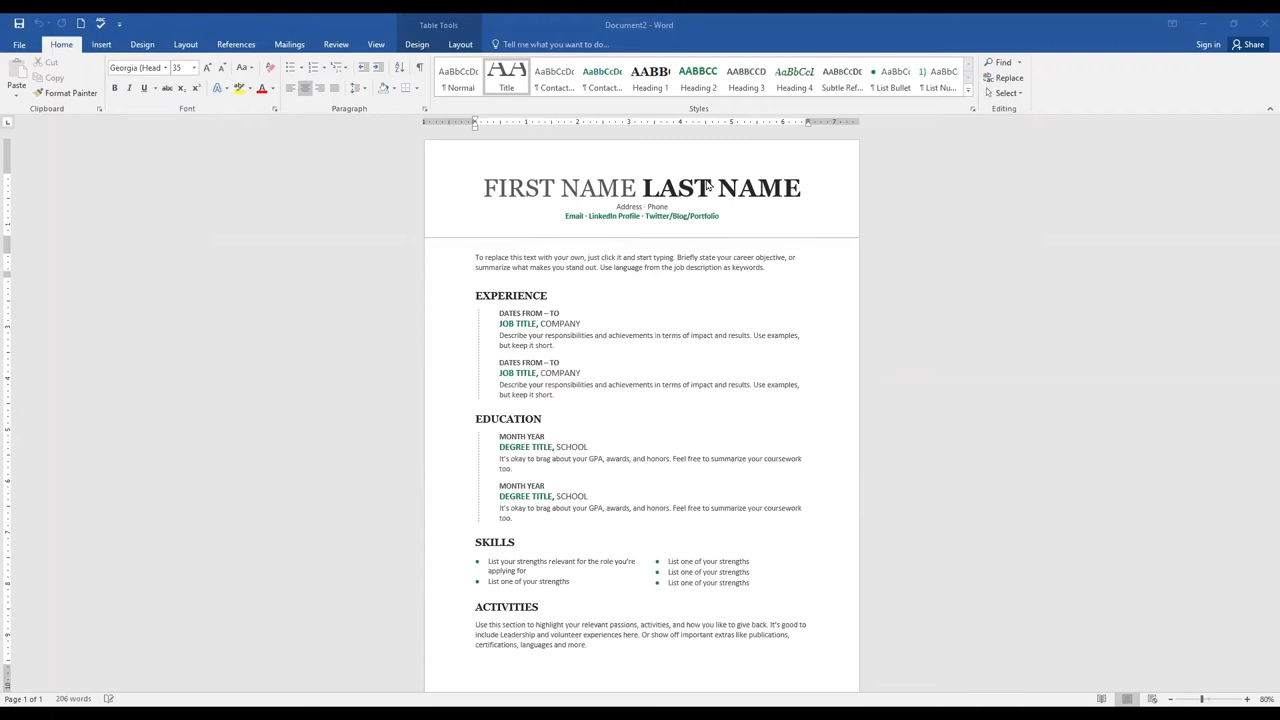 Table Tools
Document2 - Word
File Home Insert Design Layout References Mailings Review View Design Layout Tell me what you want to do... Sign in Share
Paste
Cut
Copy
Format Painter
Clipboard
Georgia (Head 35
Font
Paragraph
AaBbCcDc AaBbCcDc AaBbCcDc AABB( AABBCC AABBCCD AaBbCcI AABBCCDC AaBbC AaBbC
¶ Normal Title ¶ Contact... ¶ Contact... Heading 1 Heading 2 Heading 3 Heading 4 Subtle Ref... ¶ List Bullet ¶ List Nu...
Styles
Find
Replace
Select
Editing
FIRST NAME LAST NAME
Address · Phone
Email · LinkedIn Profile · Twitter/Blog/Portfolio
To replace this text with your own, just click it and start typing. Briefly state your career objective, or
summarize what makes you stand out. Use language from the job description as keywords.
EXPERIENCE
DATES FROM – TO
JOB TITLE, COMPANY
Describe your responsibilities and achievements in terms of impact and results. Use examples,
but keep it short.
DATES FROM – TO
JOB TITLE, COMPANY
Describe your responsibilities and achievements in terms of impact and results. Use examples,
but keep it short.
EDUCATION
MONTH YEAR
DEGREE TITLE, SCHOOL
It's okay to brag about your GPA, awards, and honors. Feel free to summarize your coursework
too.
MONTH YEAR
DEGREE TITLE, SCHOOL
It's okay to brag about your GPA, awards, and honors. Feel free to summarize your coursework
too.
SKILLS
● List your strengths relevant for the role you're
applying for
● List one of your strengths
● List one of your strengths
● List one of your strengths
● List one of your strengths
ACTIVITIES
Use this section to highlight your relevant passions, activities, and how you like to give back. It's good to
include Leadership and volunteer experiences here. Or show off important extras like publications,
certifications, languages and more.
Page 1 of 1 206 words 80%